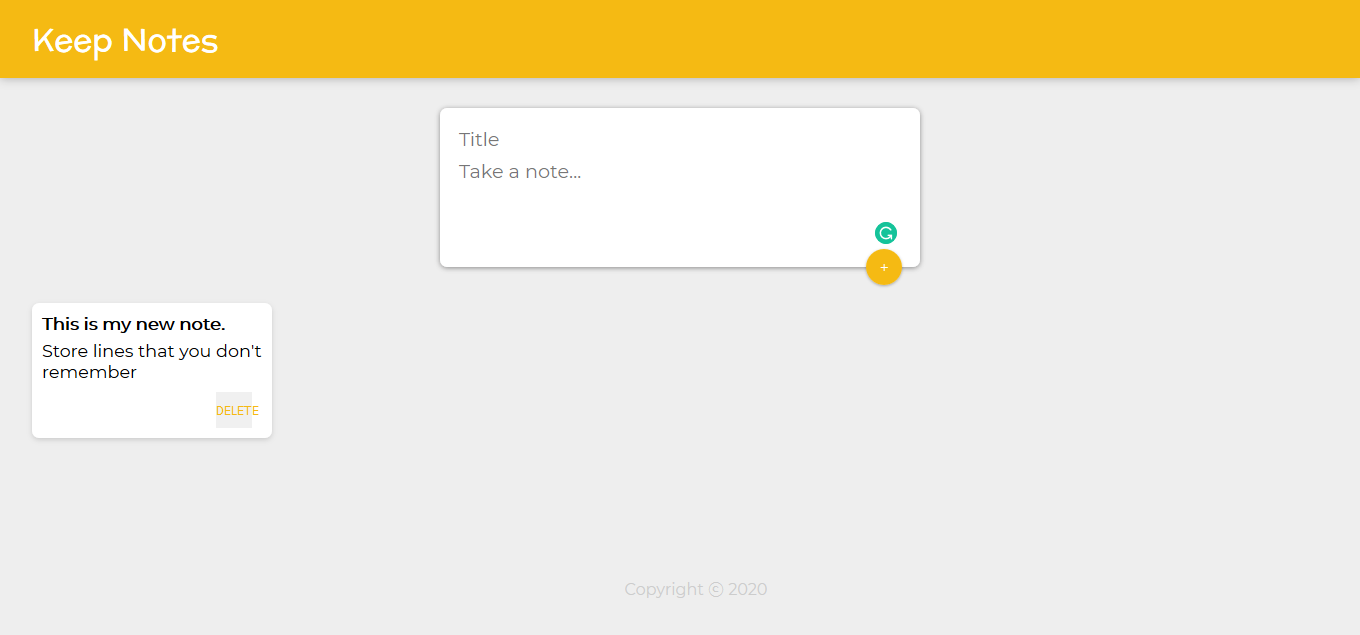 Keep Notes
Title
Take a note...
+
This is my new note.
Store lines that you don't
remember
DELETE
Copyright ⓒ 2020